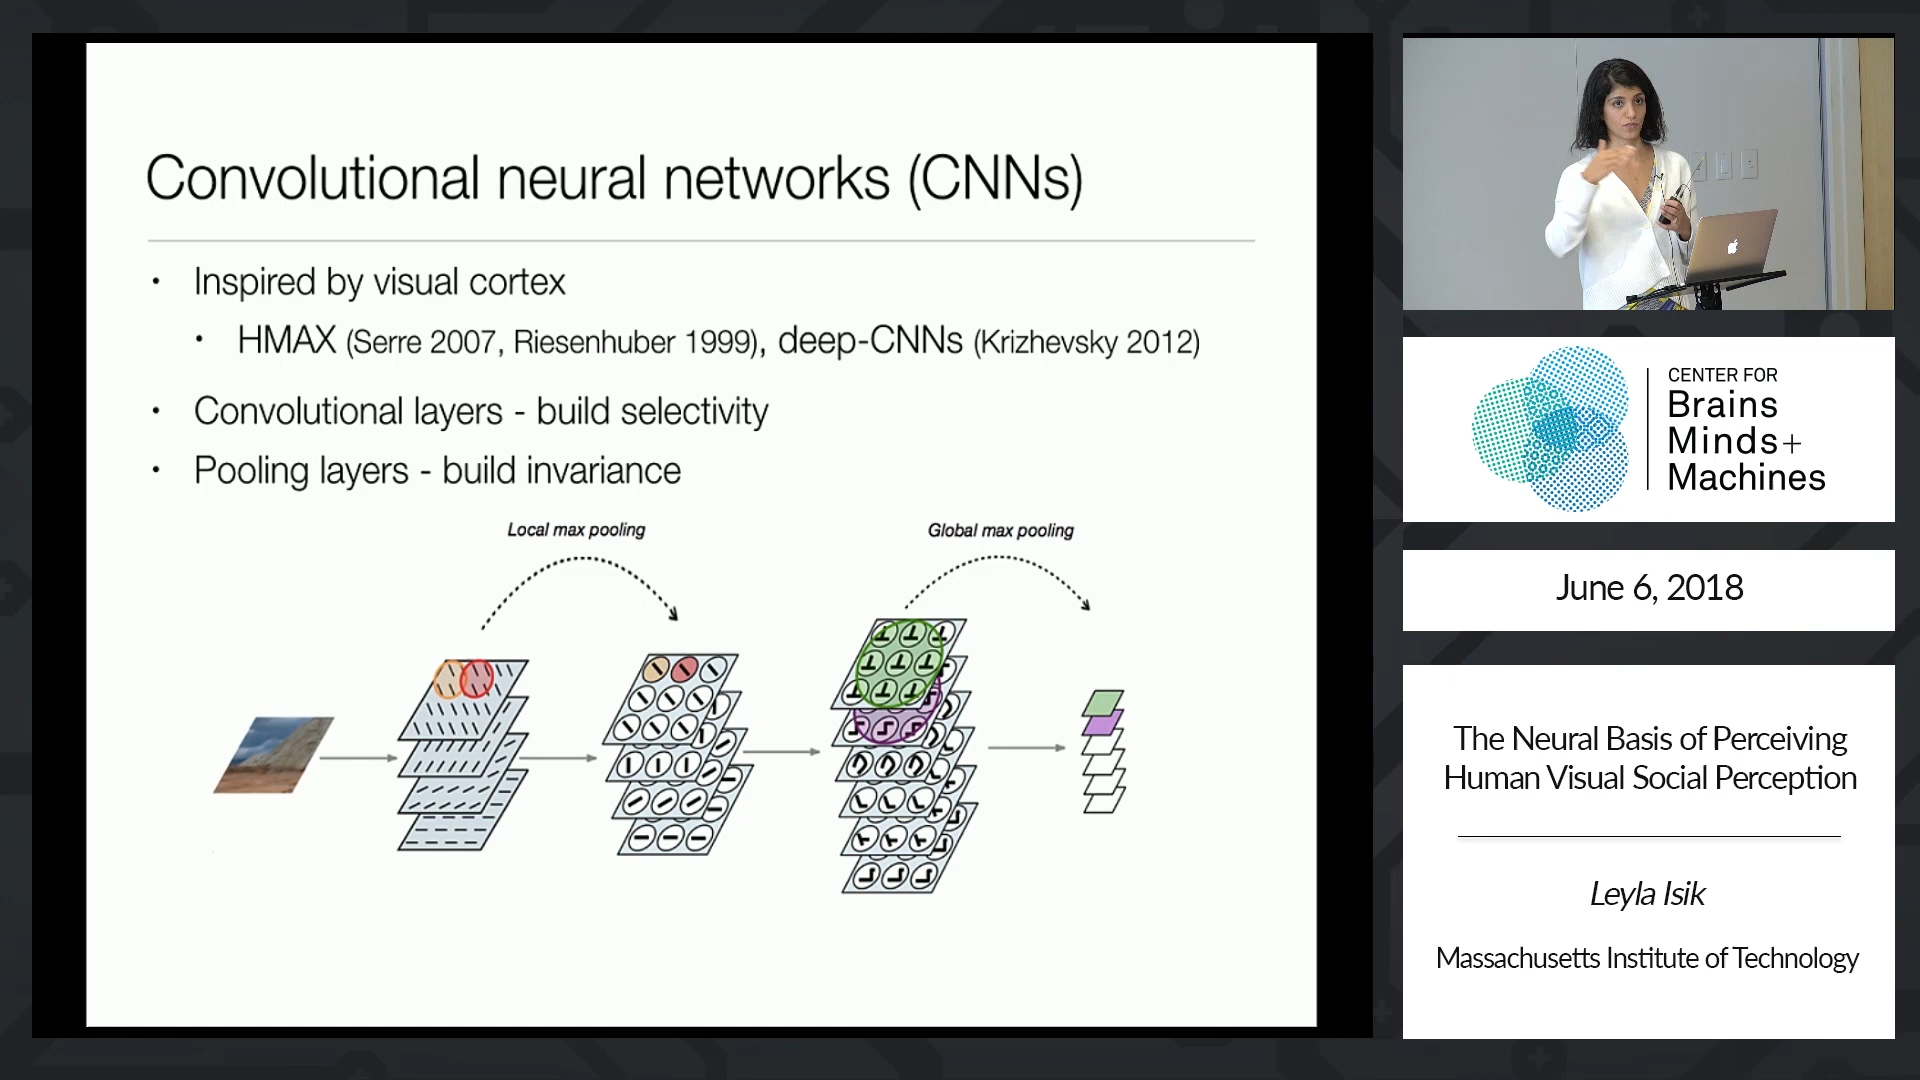 Convolutional neural networks (CNNs)
• Inspired by visual cortex
• HMAX (Serre 2007, Riesenhuber 1999), deep-CNNs (Krizhevsky 2012)
• Convolutional layers - build selectivity
• Pooling layers - build invariance
Local max pooling
Global max pooling
CENTER FOR
Brains
Minds+
Machines
June 6, 2018
The Neural Basis of Perceiving
Human Visual Social Perception
Leyla Isik
Massachusetts Institute of Technology